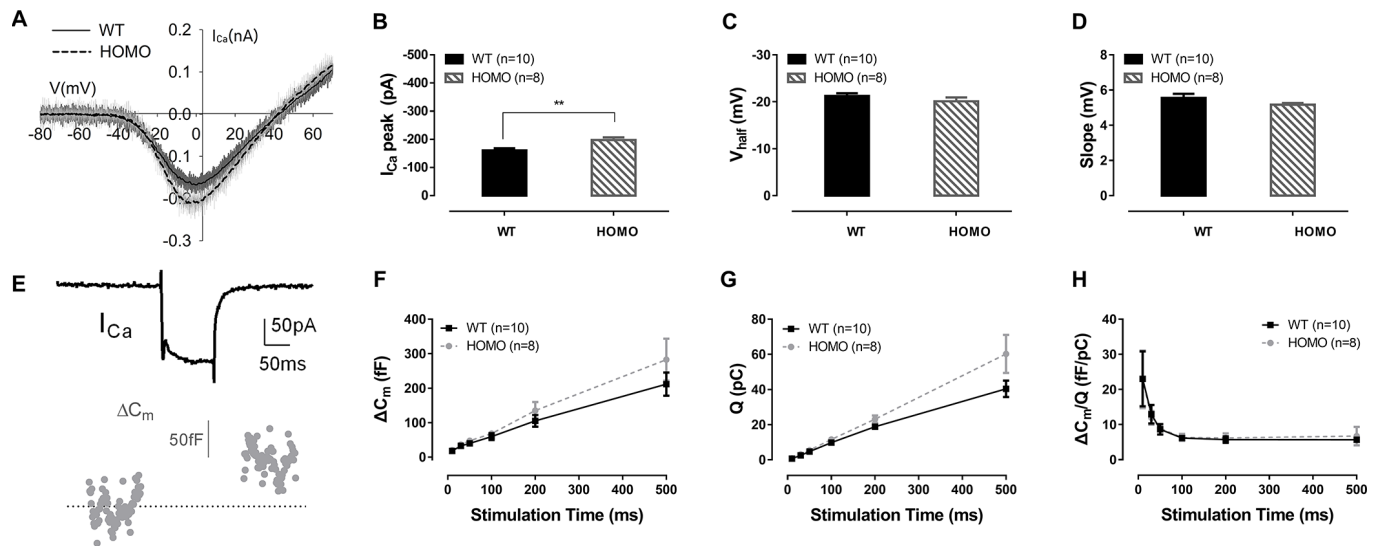 A
WT
HOMO
I Ca(nA)
V(mV)
0.2
0.1
0.0
0.1
-0.2
-0.3
-80 -60 -40 -20 0 20 40 60
B
WT (n=10)
HOMO (n=8)
I Ca peak (pA)
-500
-400
-300
-200
-100
0
**
WT HOMO
C
WT (n=10)
HOMO (n=8)
V half (mV)
-30
-20
-10
0
WT HOMO
D
WT (n=10)
HOMO (n=8)
Slope (mV)
8
6
4
2
0
WT HOMO
E
I Ca
50pA
50ms
ΔCm
50fF
F
WT (n=10)
HOMO (n=8)
ΔCm (fF)
400
300
200
100
0
0 100 200 300 400 500
Stimulation Time (ms)
G
WT (n=10)
HOMO (n=8)
Q (pC)
80
60
40
20
0
0 100 200 300 400 500
Stimulation Time (ms)
H
WT (n=10)
HOMO (n=8)
ΔCm/Q (fF/pC)
40
30
20
10
0
0 100 200 300 400 500
Stimulation Time (ms)